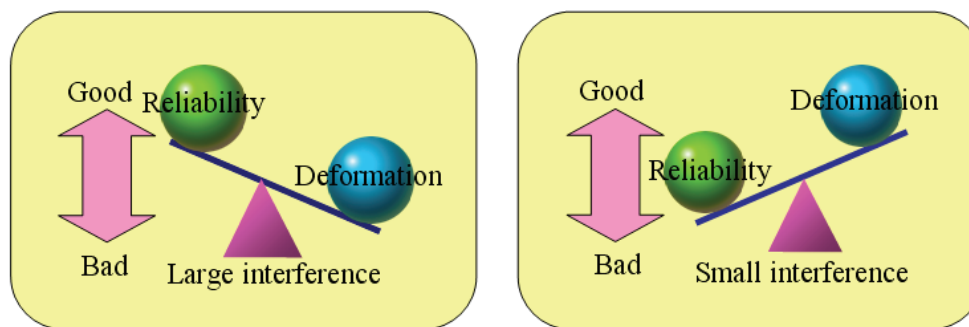 Good
Reliability
Deformation
Bad
Large interference
Good
Deformation
Reliability
Bad
Small interference